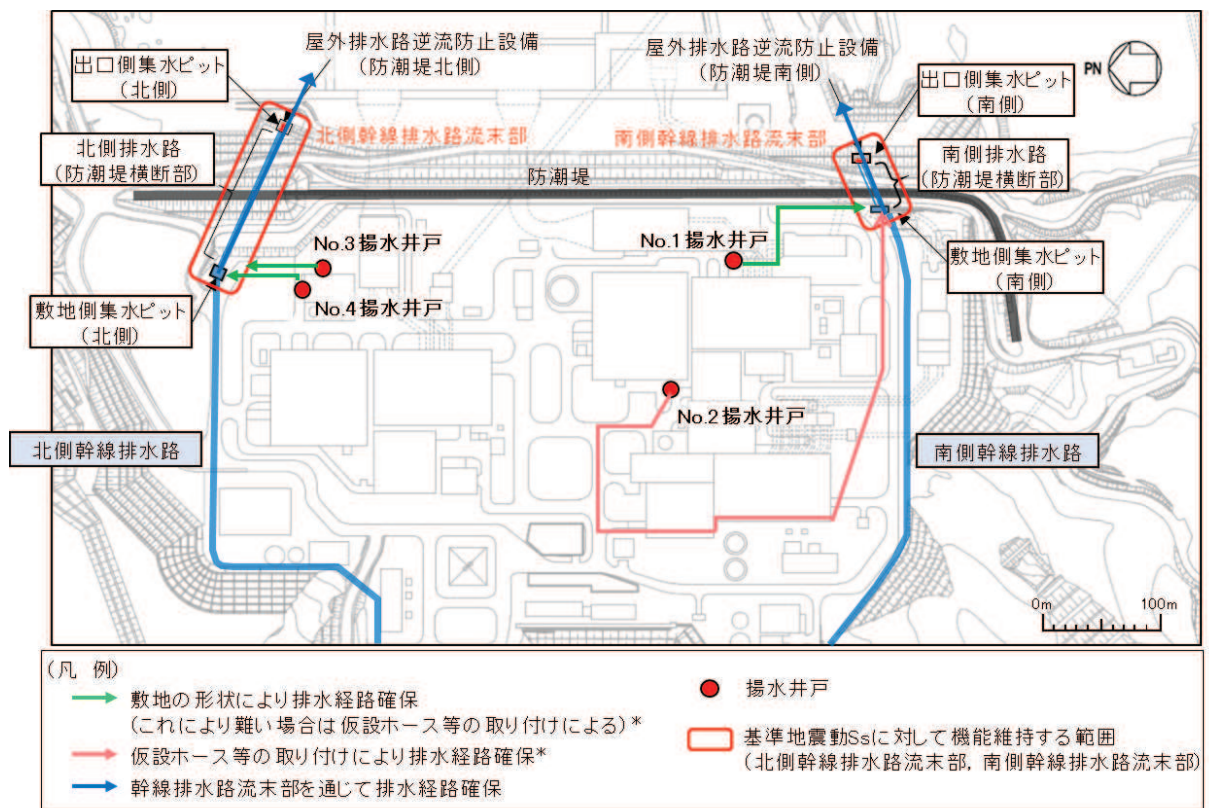 屋外排水路逆流防止設備
(防潮堤北側)
屋外排水路逆流防止設備
(防潮堤南側)
出口側集水ピット
(北側)
出口側集水ピット
(南側)
PN
北側幹線排水路流末部
南側幹線排水路流末部
北側排水路
(防潮堤横断部)
南側排水路
(防潮堤横断部)
防潮堤
No.3揚水井戸
No.1揚水井戸
敷地側集水ピット
(南側)
No.4揚水井戸
敷地側集水ピット
(北側)
No.2揚水井戸
北側幹線排水路
南側幹線排水路
0m
100m
(凡 例)
敷地の形状により排水経路確保
(これにより難い場合は仮設ホース等の取り付けによる)*
仮設ホース等の取り付けにより排水経路確保*
幹線排水路流末部を通じて排水経路確保
揚水井戸
基準地震動Ssに対して機能維持する範囲
(北側幹線排水路流末部, 南側幹線排水路流末部)